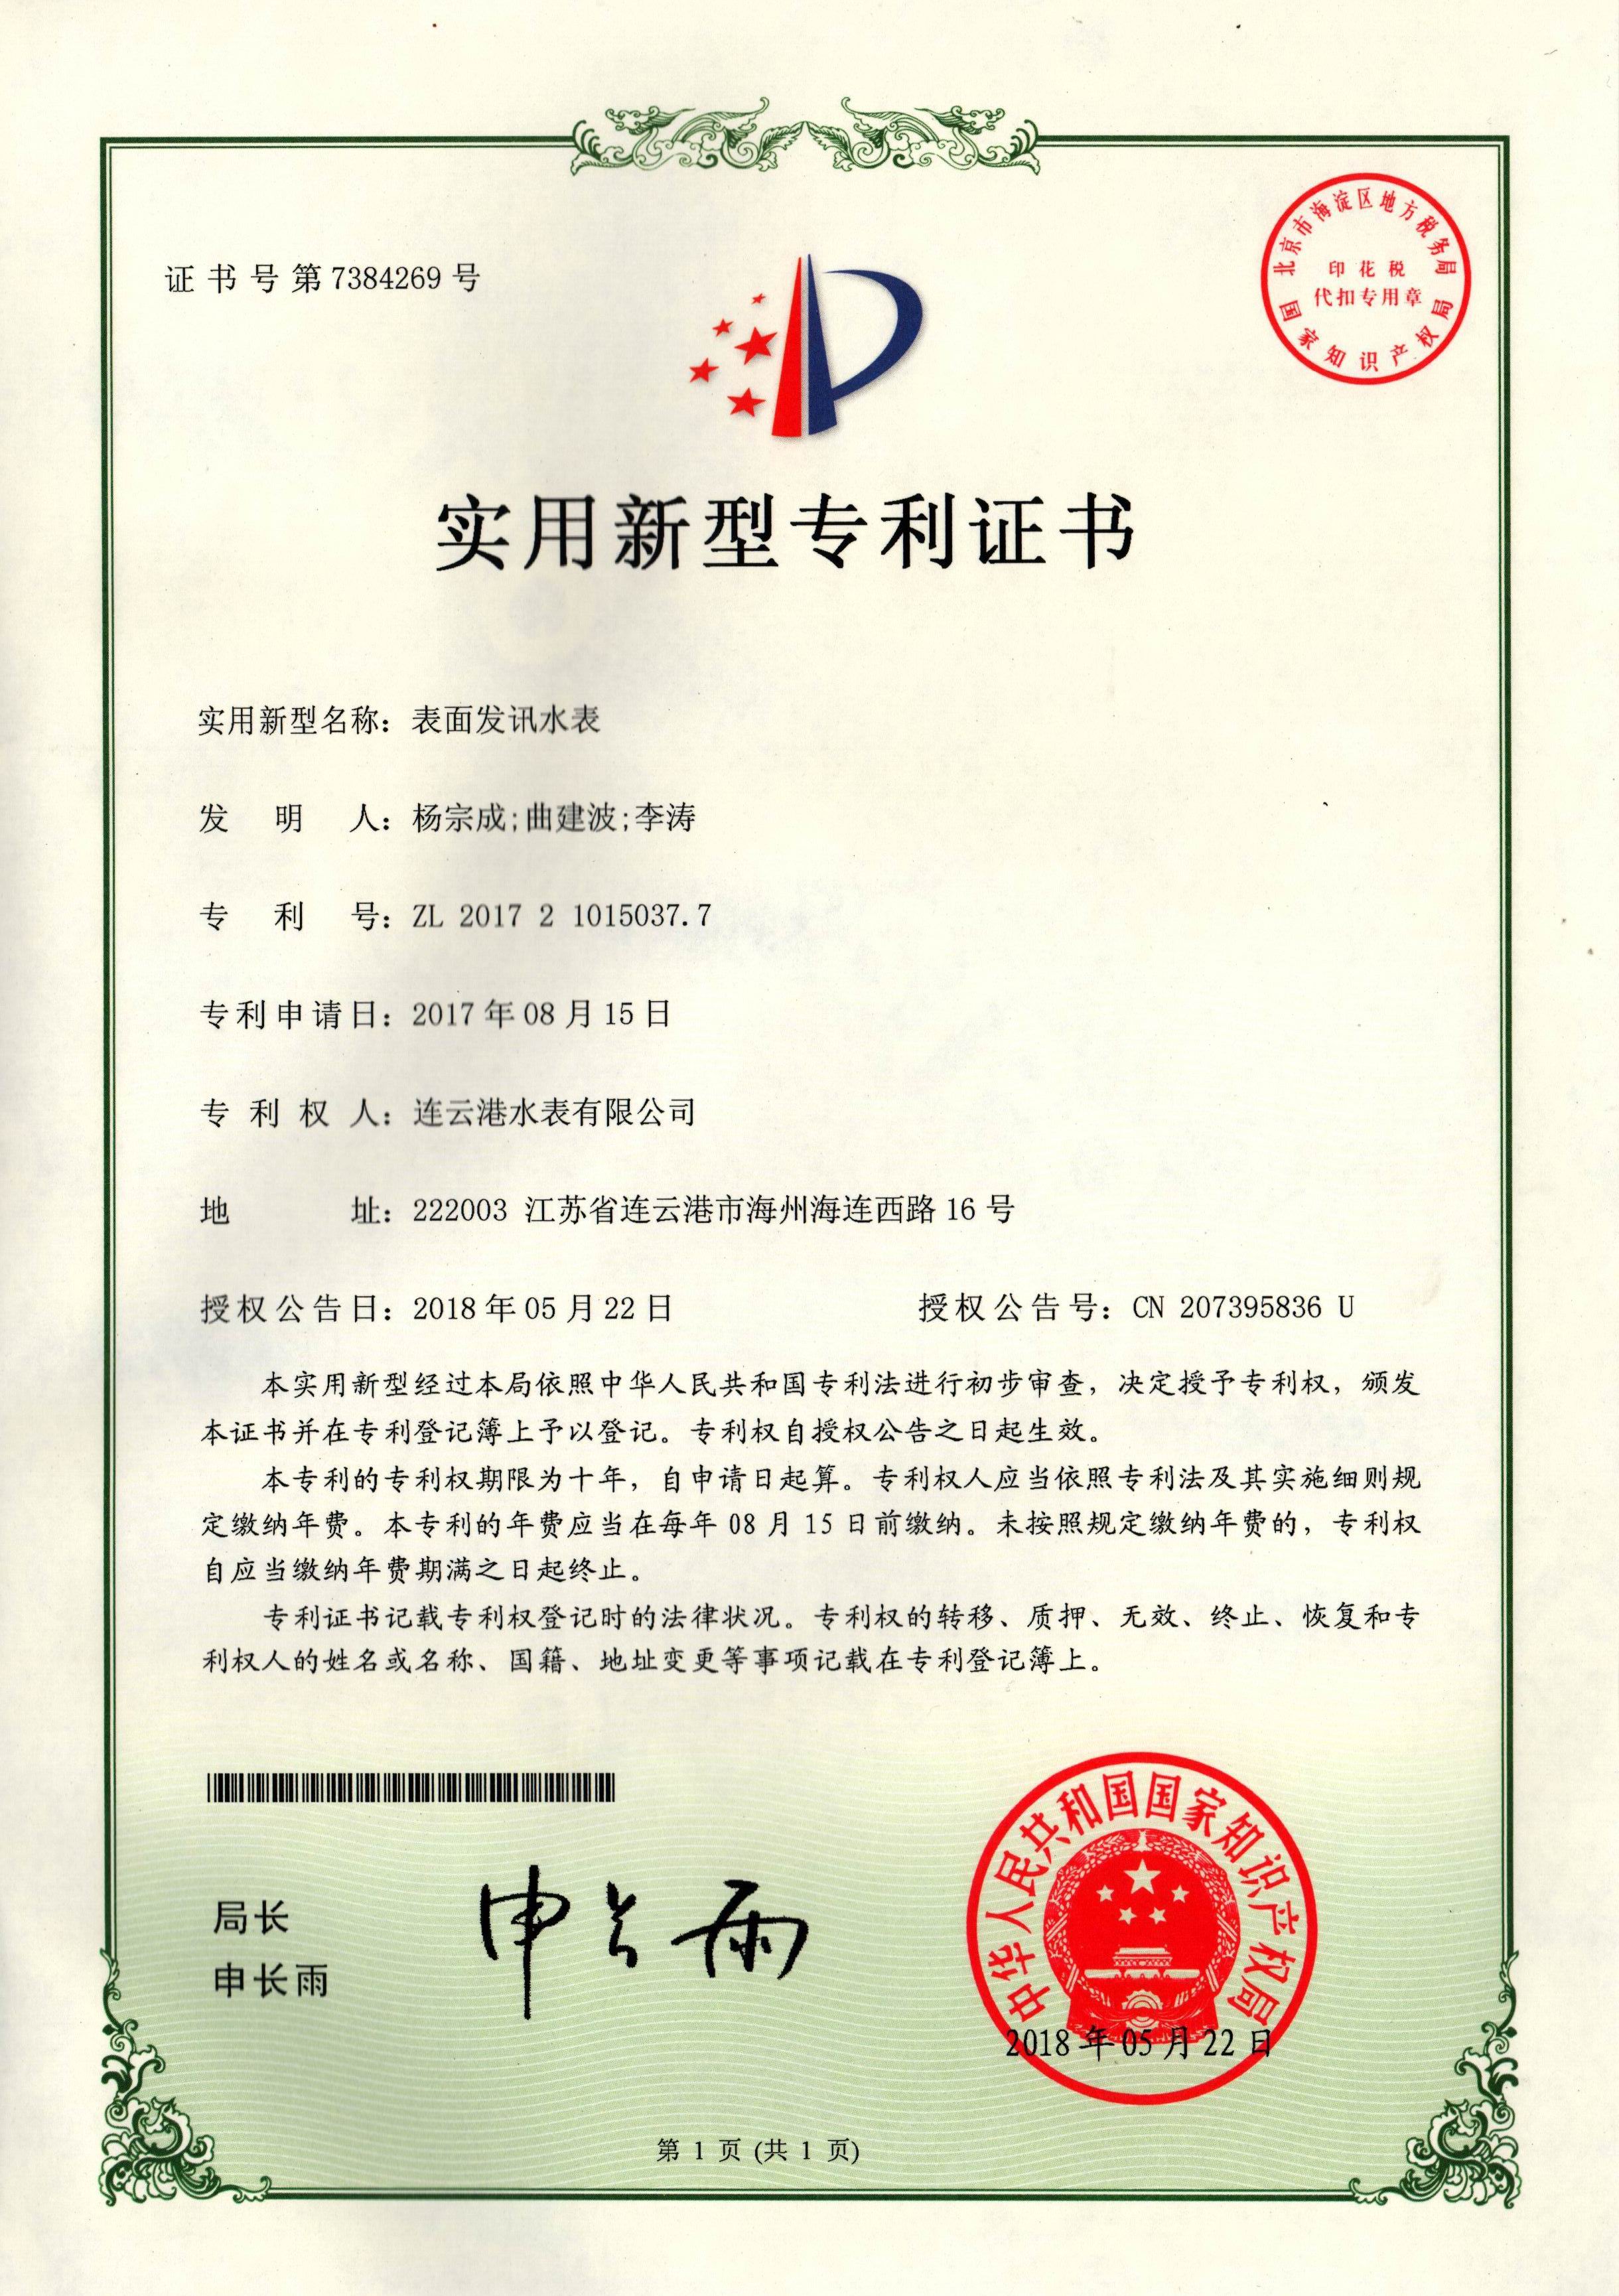 证书号第7384269号
北京市海淀区地方税务局
印花税
代扣专用章
国家知识产权局
实用新型专利证书
实用新型名称：表面发讯水表
发明人：杨宗成;曲建波;李涛
专利号：ZL 2017 2 1015037.7
专利申请日：2017年08月15日
专利权人：连云港水表有限公司
地址：222003 江苏省连云港市海州海连西路16号
授权公告日：2018年05月22日 授权公告号：CN 207395836 U
本实用新型经过本局依照中华人民共和国专利法进行初步审查，决定授予专利权，颁发
本证书并在专利登记簿上予以登记。专利权自授权公告之日起生效。
本专利的专利权期限为十年，自申请日起算。专利权人应当依照专利法及其实施细则规
定缴纳年费。本专利的年费应当在每年08月15日前缴纳。未按照规定缴纳年费的，专利权
自应当缴纳年费期满之日起终止。
专利证书记载专利权登记时的法律状况。专利权的转移、质押、无效、终止、恢复和专
利权人的姓名或名称、国籍、地址变更等事项记载在专利登记簿上。
局长
申长雨
申长雨
中华人民共和国国家知识产权局
2018年05月22日
第 1 页 (共 1 页)